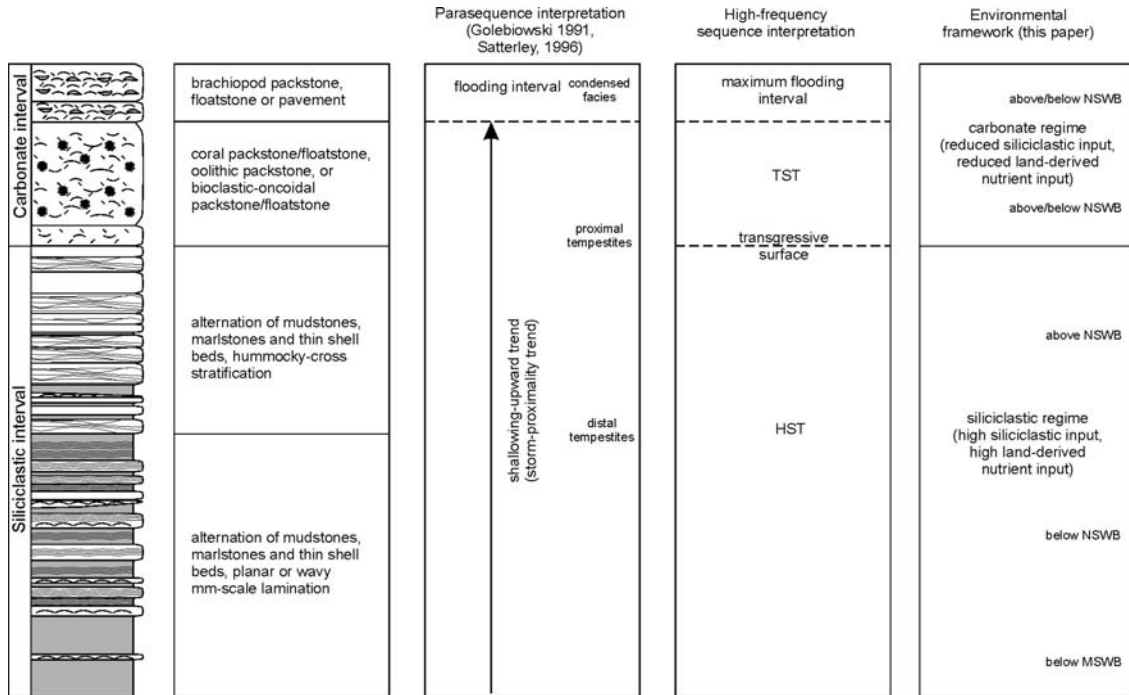 Parasequence interpretation
(Golebiowski 1991,
Satterley, 1996)
High-frequency
sequence interpretation
Environmental
framework (this paper)
Carbonate interval
Siliciclastic interval
brachiopod packstone,
floatstone or pavement
coral packstone/floatstone,
oolithic packstone, or
bioclastic-oncoidal
packstone/floatstone
alternation of mudstones,
marlstones and thin shell
beds, hummocky-cross
stratification
alternation of mudstones,
marlstones and thin shell
beds, planar or wavy
mm-scale lamination
flooding interval
condensed
facies
proximal
tempestites
distal
tempestites
shallowing-upward trend
(storm-proximality trend)
maximum flooding
interval
TST
transgressive
surface
HST
above/below NSWB
carbonate regime
(reduced siliciclastic input,
reduced land-derived
nutrient input)
above/below NSWB
above NSWB
siliciclastic regime
(high siliciclastic input,
high land-derived
nutrient input)
below NSWB
below MSWB